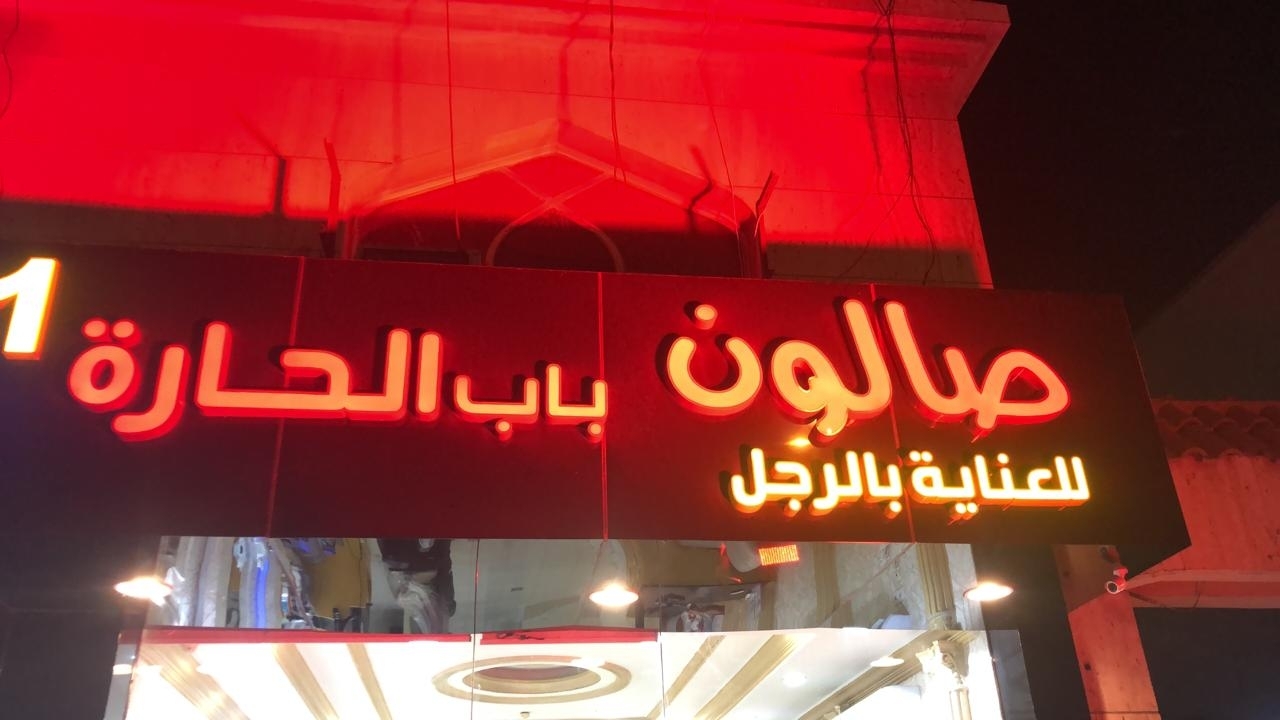 صالون باب الحارة 1
للعناية بالرجل